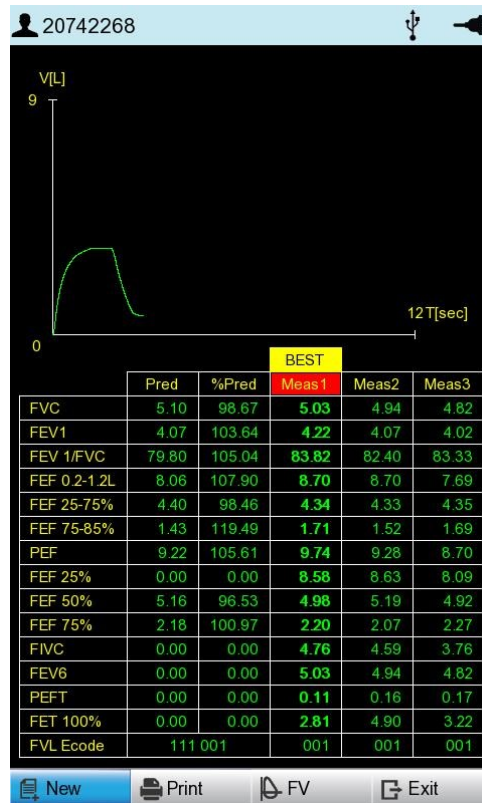 20742268
V[L]
9
12 T[sec]
0
BEST
Pred %Pred Meas1 Meas2 Meas3
FVC 5.10 98.67 5.03 4.94 4.82
FEV1 4.07 103.64 4.22 4.07 4.02
FEV 1/FVC 79.80 105.04 83.82 82.40 83.33
FEF 0.2-1.2L 8.06 107.90 8.70 8.70 7.69
FEF 25-75% 4.40 98.46 4.34 4.33 4.35
FEF 75-85% 1.43 119.49 1.71 1.52 1.69
PEF 9.22 105.61 9.74 9.28 8.70
FEF 25% 0.00 0.00 8.58 8.63 8.09
FEF 50% 5.16 96.53 4.98 5.19 4.92
FEF 75% 2.18 100.97 2.20 2.07 2.27
FIVC 0.00 0.00 4.76 4.59 3.76
FEV6 0.00 0.00 5.03 4.94 4.82
PEFT 0.00 0.00 0.11 0.16 0.17
FET 100% 0.00 0.00 2.81 4.90 3.22
FVL Ecode 111 001 001 001 001
New Print FV Exit